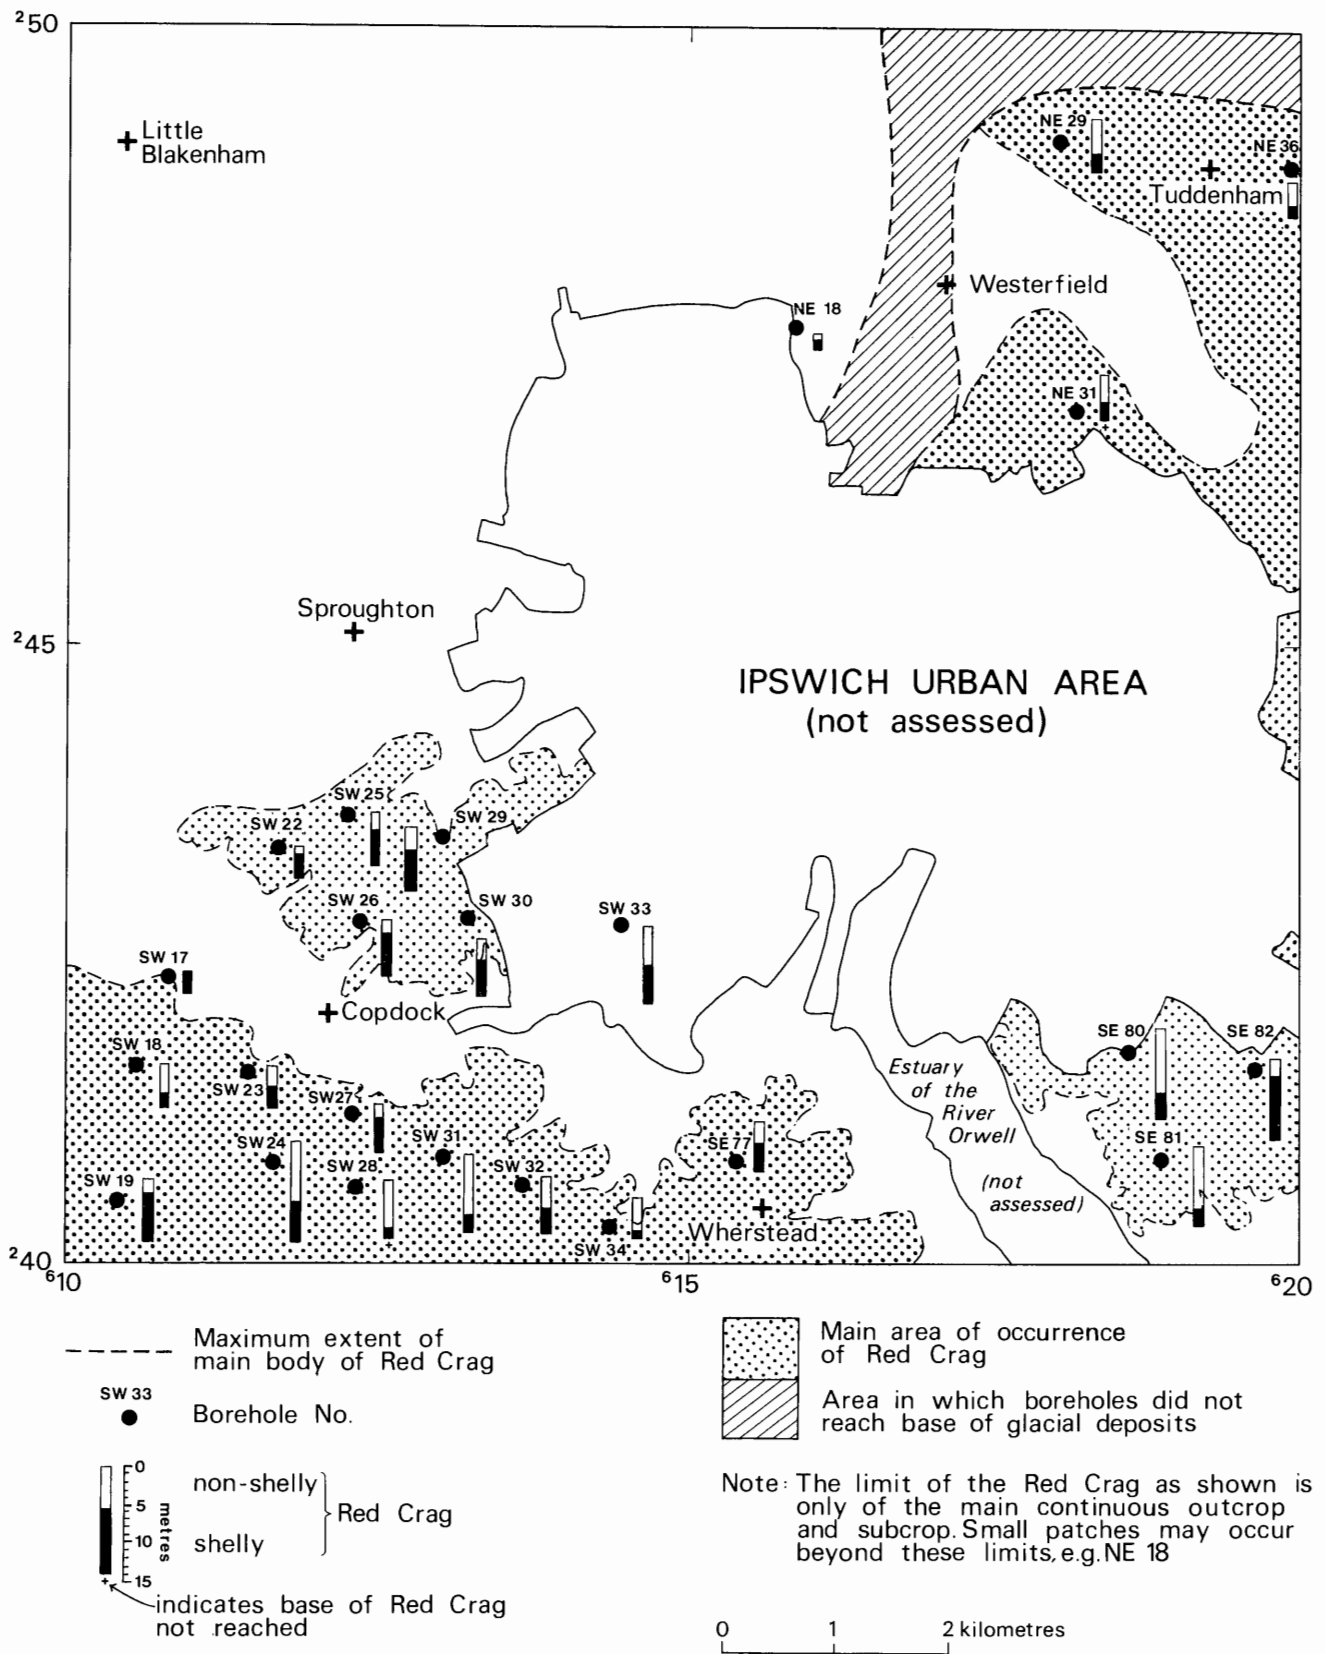 ²50
Little
Blakenham
NE 29
NE 36
Tuddenham
Westerfield
NE 18
NE 31
Sproughton
²45
IPSWICH URBAN AREA
(not assessed)
SW 25
SW 22
SW 29
SW 26
SW 30
SW 33
SW 17
Copdock
SW 18
SW 23
SW27
SE 80
SE 82
Estuary
of the
River
Orwell
(not
assessed)
SW24
SW 31
SE 77
SE 81
SW 28
SW 32
SW 19
SW 34
Wherstead
²40
⁶10
⁶15
⁶20
Maximum extent of
main body of Red Crag
SW 33
Borehole No.
0
5
10
15
metres
non-shelly
Red Crag
shelly
+
indicates base of Red Crag
not reached
Main area of occurrence
of Red Crag
Area in which boreholes did not
reach base of glacial deposits
Note: The limit of the Red Crag as shown is
only of the main continuous outcrop
and subcrop. Small patches may occur
beyond these limits, e.g. NE 18
0 1 2 kilometres